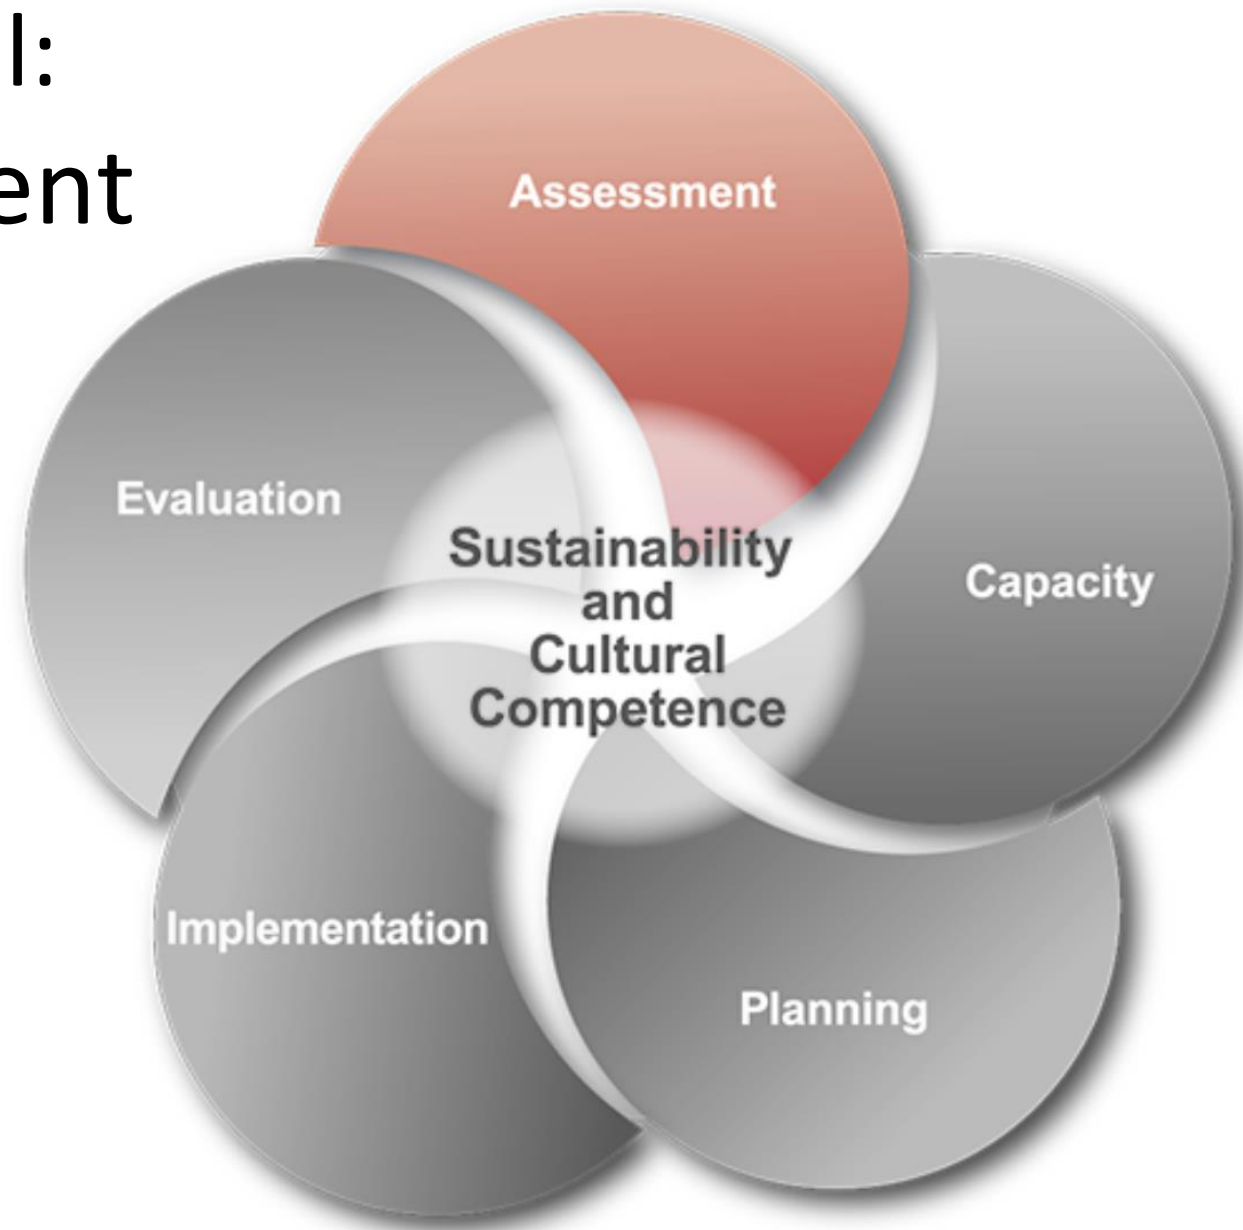 l:
ent
Assessment
Evaluation
Capacity
Sustainability
and
Cultural
Competence
Implementation
Planning